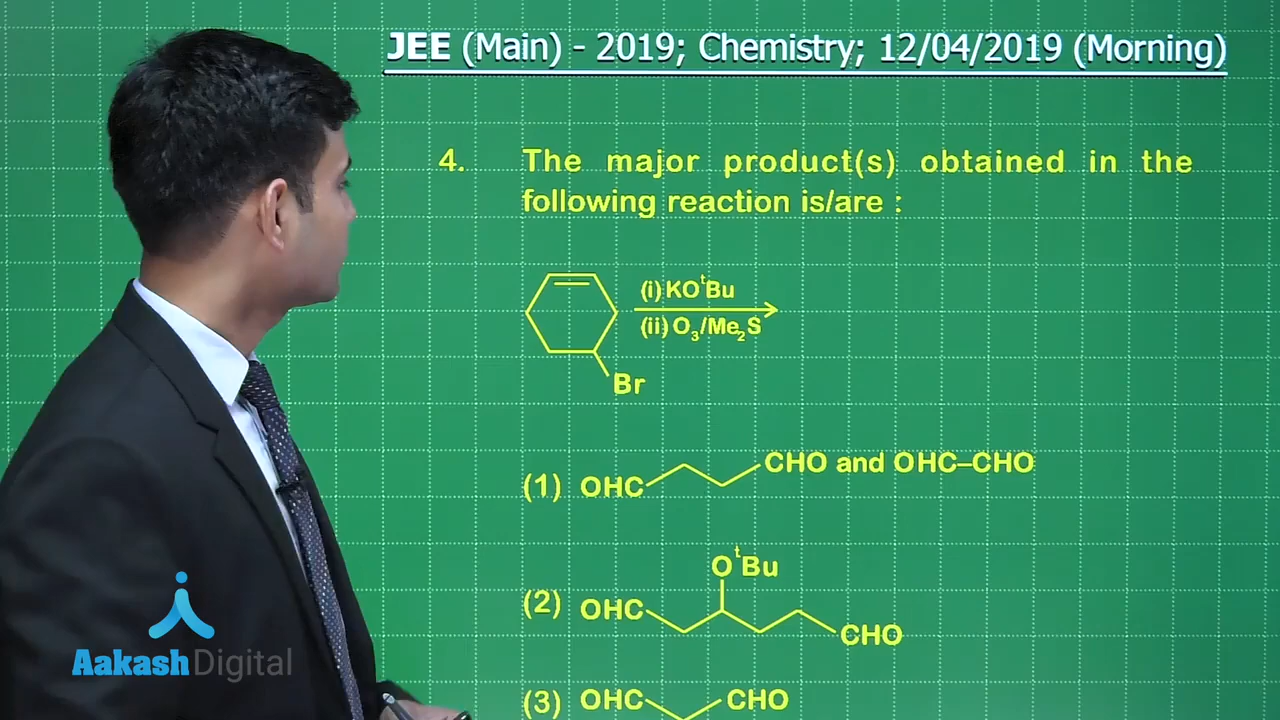 JEE (Main) - 2019; Chemistry; 12/04/2019 (Morning)
4. The major product(s) obtained in the
following reaction is/are :
(i) KOᵗBu
(ii) O₃/Me₂S
Br
(1) OHC CHO and OHC–CHO
OᵗBu
(2) OHC CHO
(3) OHC CHO
Aakash Digital